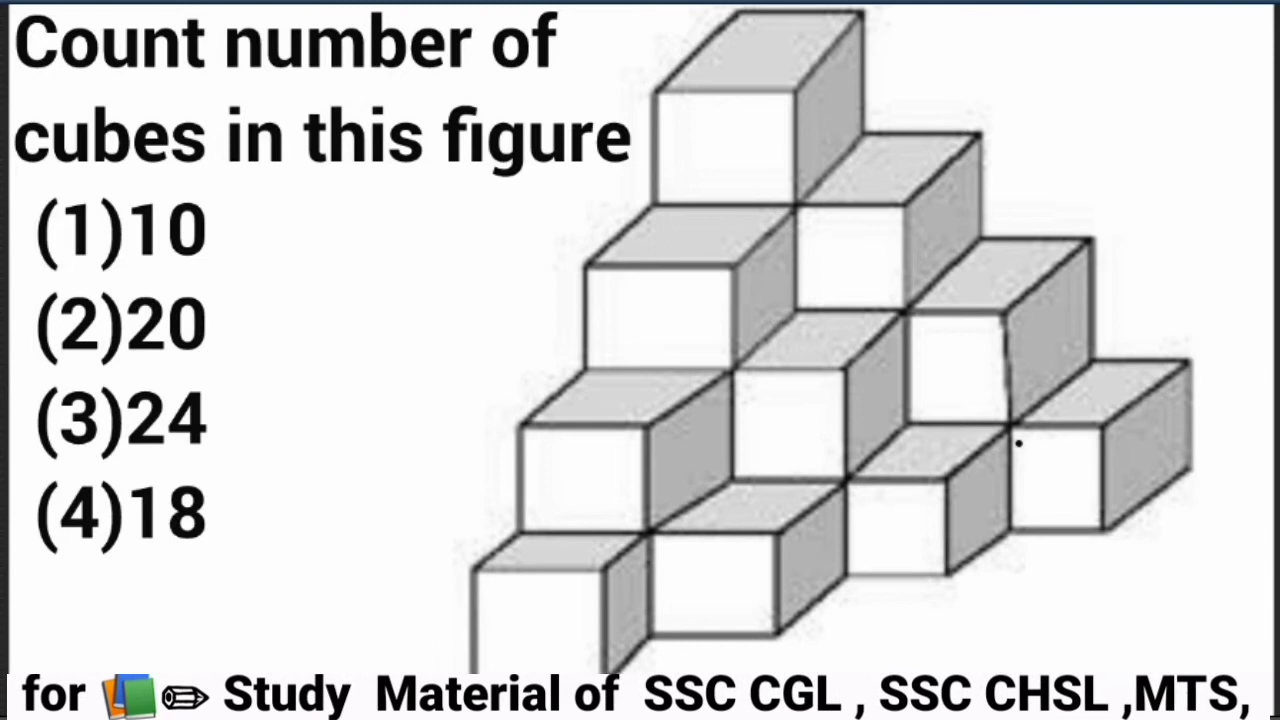 Count number of
cubes in this figure
(1)10
(2)20
(3)24
(4)18
for 📚✏ Study Material of SSC CGL , SSC CHSL ,MTS,